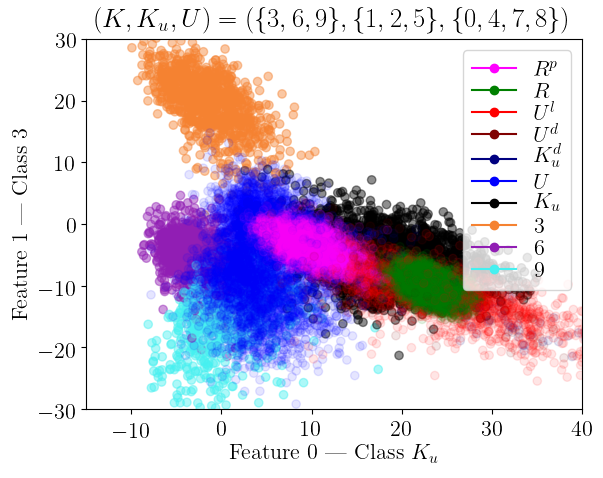 (K, K_u, U) = ({3, 6, 9}, {1, 2, 5}, {0, 4, 7, 8})
30
20
10
0
−10
−20
−30
Feature 1 — Class 3
R^p
R
U^l
U^d
K_u^d
U
K_u
3
6
9
−10 0 10 20 30 40
Feature 0 — Class K_u